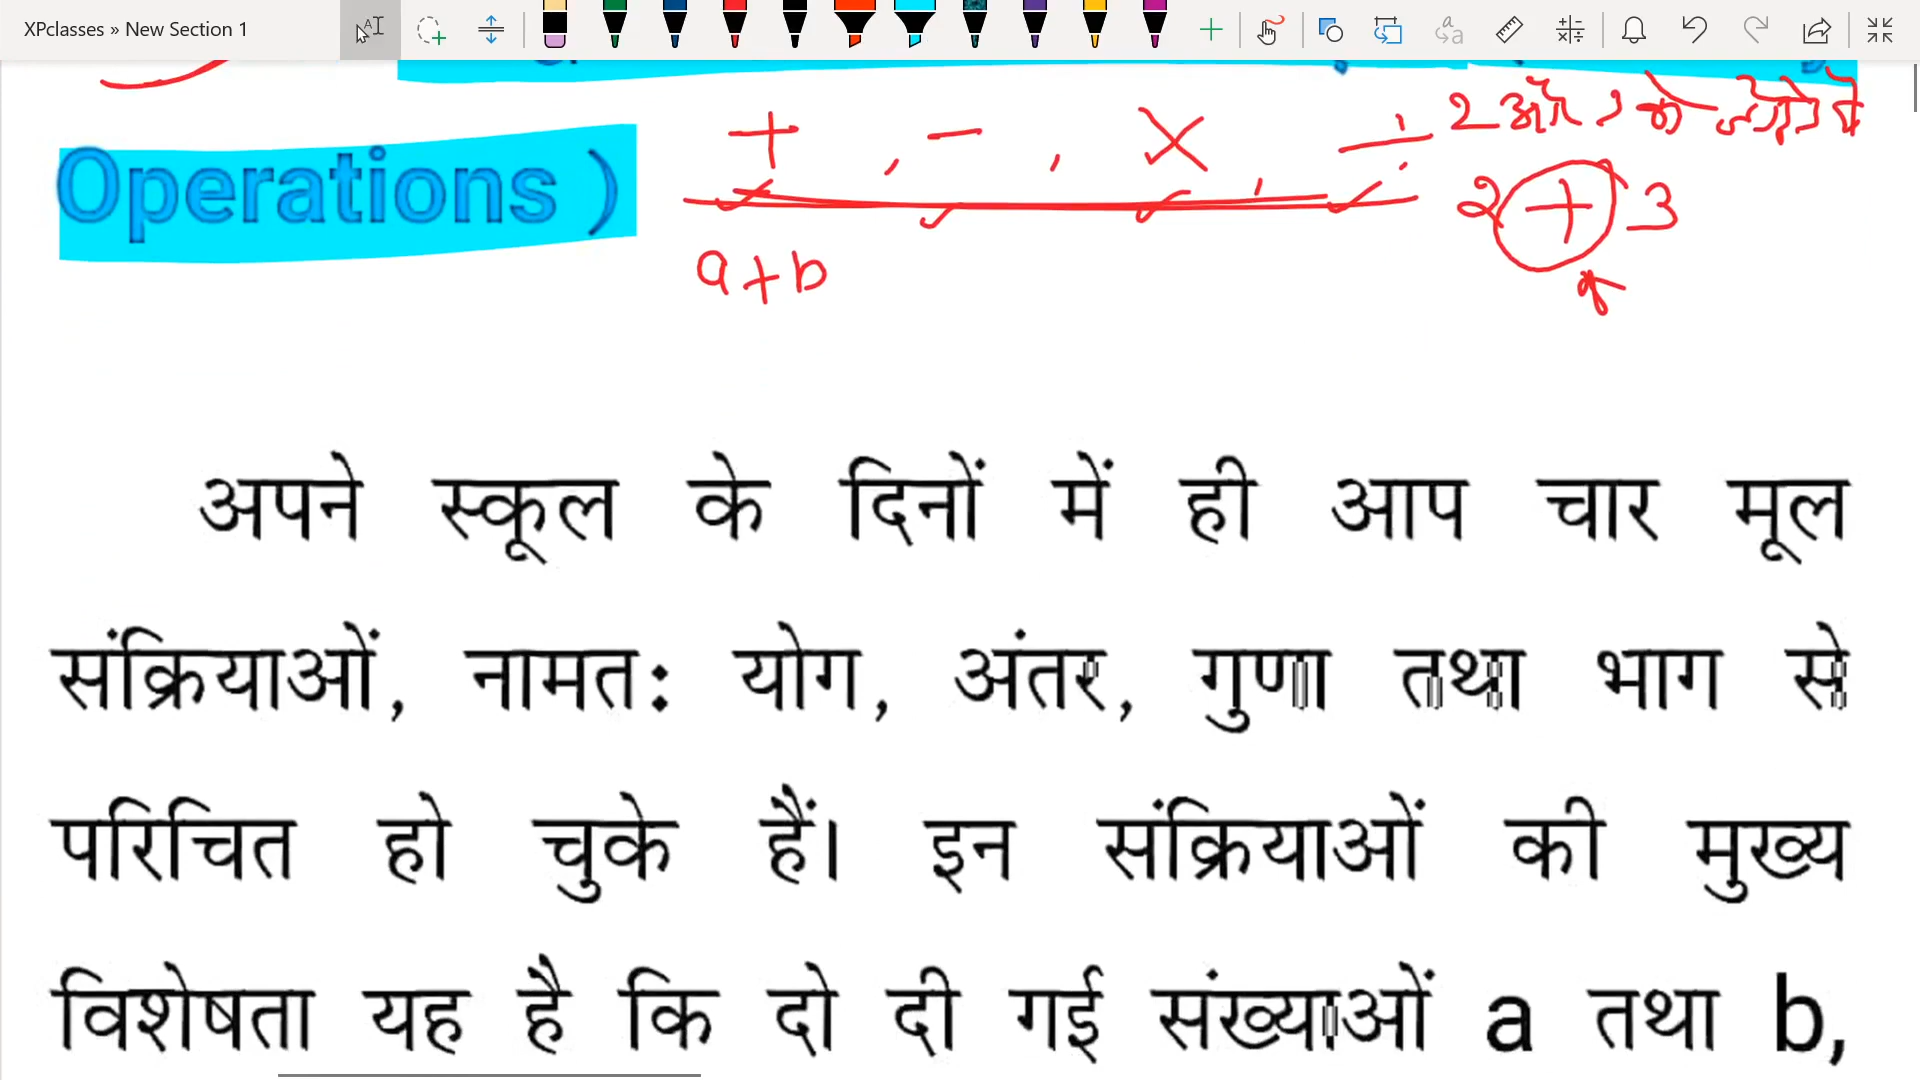 XPclasses » New Section 1
+ , - , × , ÷
2 और 3 को जोड़ने पे
Operations )
2 + 3
a+b
अपने स्कूल के दिनों में ही आप चार मूल
संक्रियाओं, नामतः योग, अंतर, गुणा तथा भाग से
परिचित हो चुके हैं। इन संक्रियाओं की मुख्य
विशेषता यह है कि दो दी गई संख्याओं a तथा b,